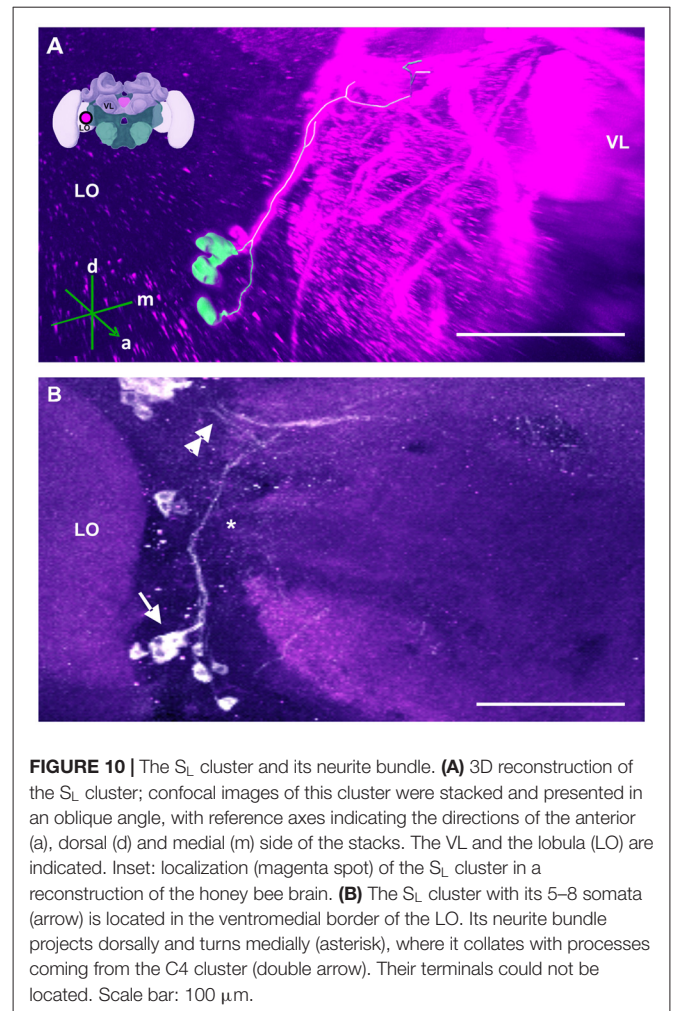 A
VL
LO
VL
LO
d
m
a
B
LO
*
FIGURE 10 | The SL cluster and its neurite bundle. (A) 3D reconstruction of
the SL cluster; confocal images of this cluster were stacked and presented in
an oblique angle, with reference axes indicating the directions of the anterior
(a), dorsal (d) and medial (m) side of the stacks. The VL and the lobula (LO) are
indicated. Inset: localization (magenta spot) of the SL cluster in a
reconstruction of the honey bee brain. (B) The SL cluster with its 5–8 somata
(arrow) is located in the ventromedial border of the LO. Its neurite bundle
projects dorsally and turns medially (asterisk), where it collates with processes
coming from the C4 cluster (double arrow). Their terminals could not be
located. Scale bar: 100 μm.